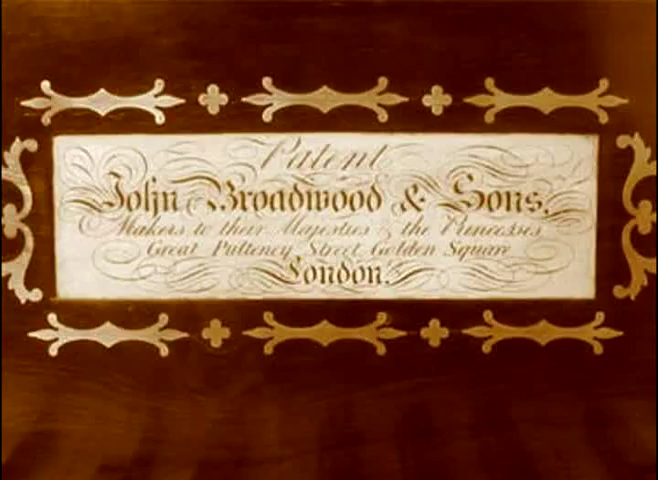 Patent
John Broadwood & Sons.
Makers to their Majesties & the Princesses
Great Pulteney Street Golden Square
London.